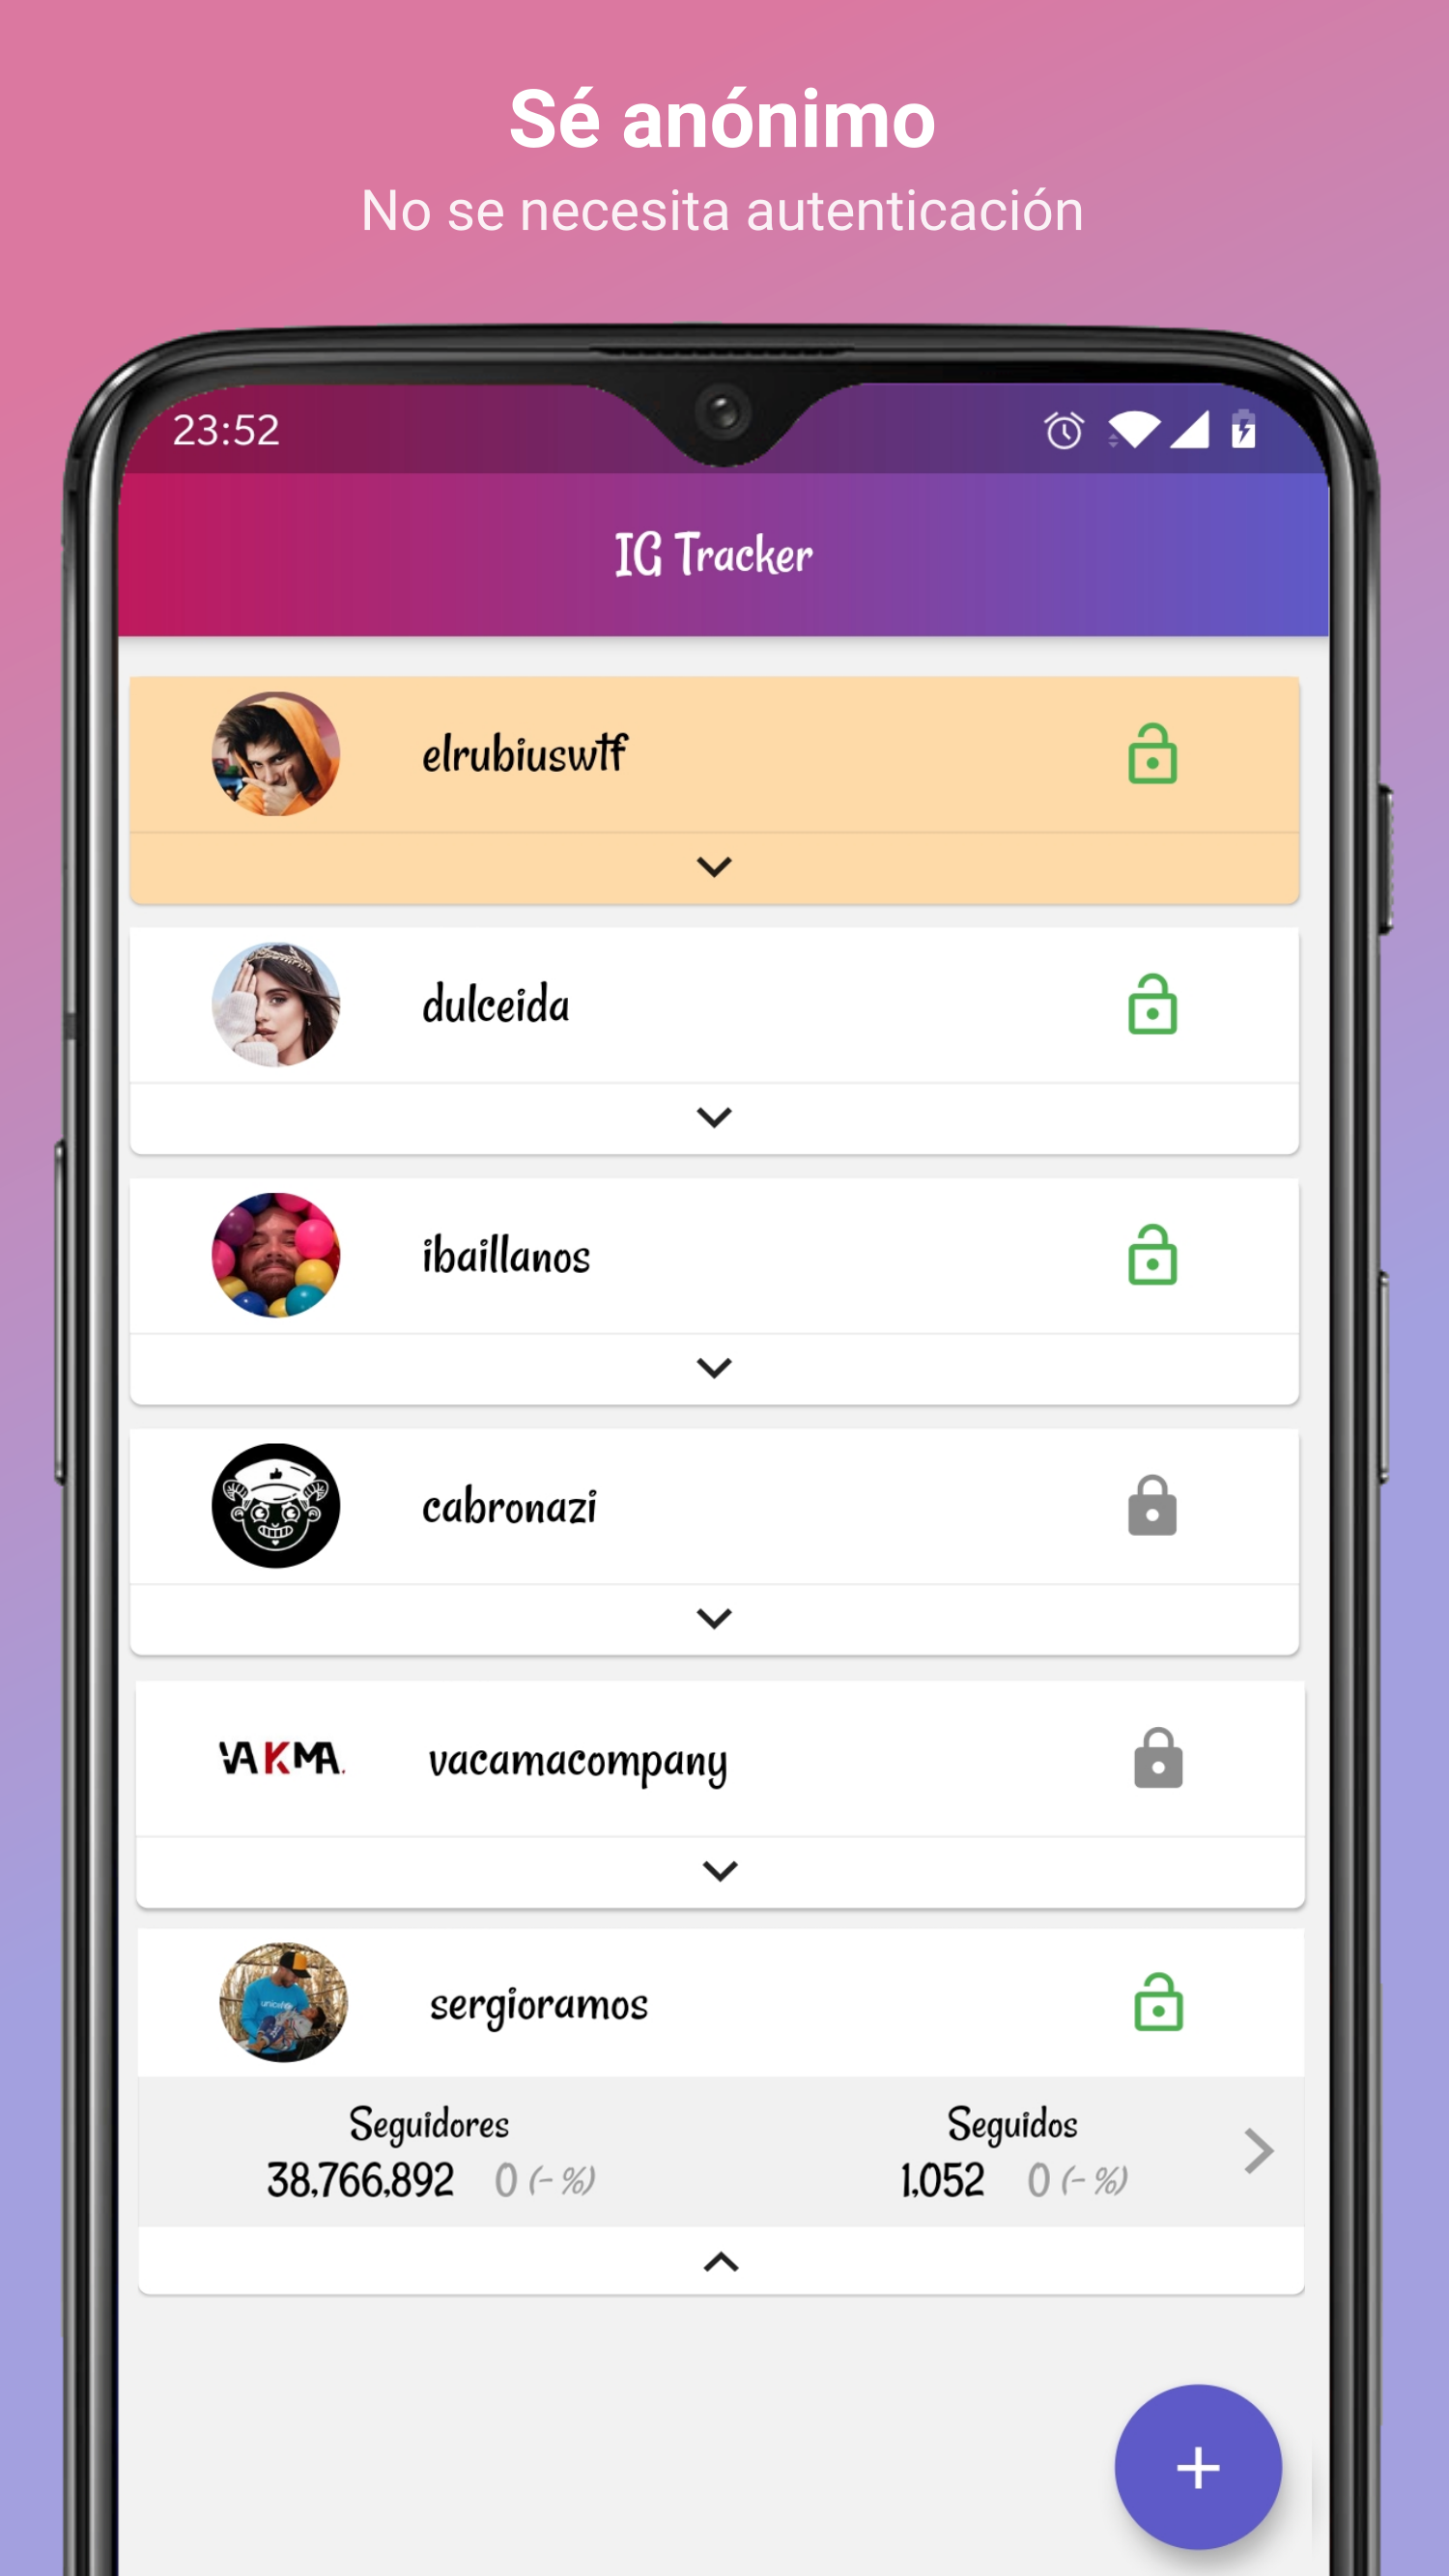 Sé anónimo
No se necesita autenticación
23:52
IG Tracker
elrubiuswtf
dulceida
ibaillanos
cabronazi
VAKMA.
vacamacompany
unicef
sergioramos
Seguidores
Seguidos
38,766,892 0 (- %)
1,052 0 (- %)